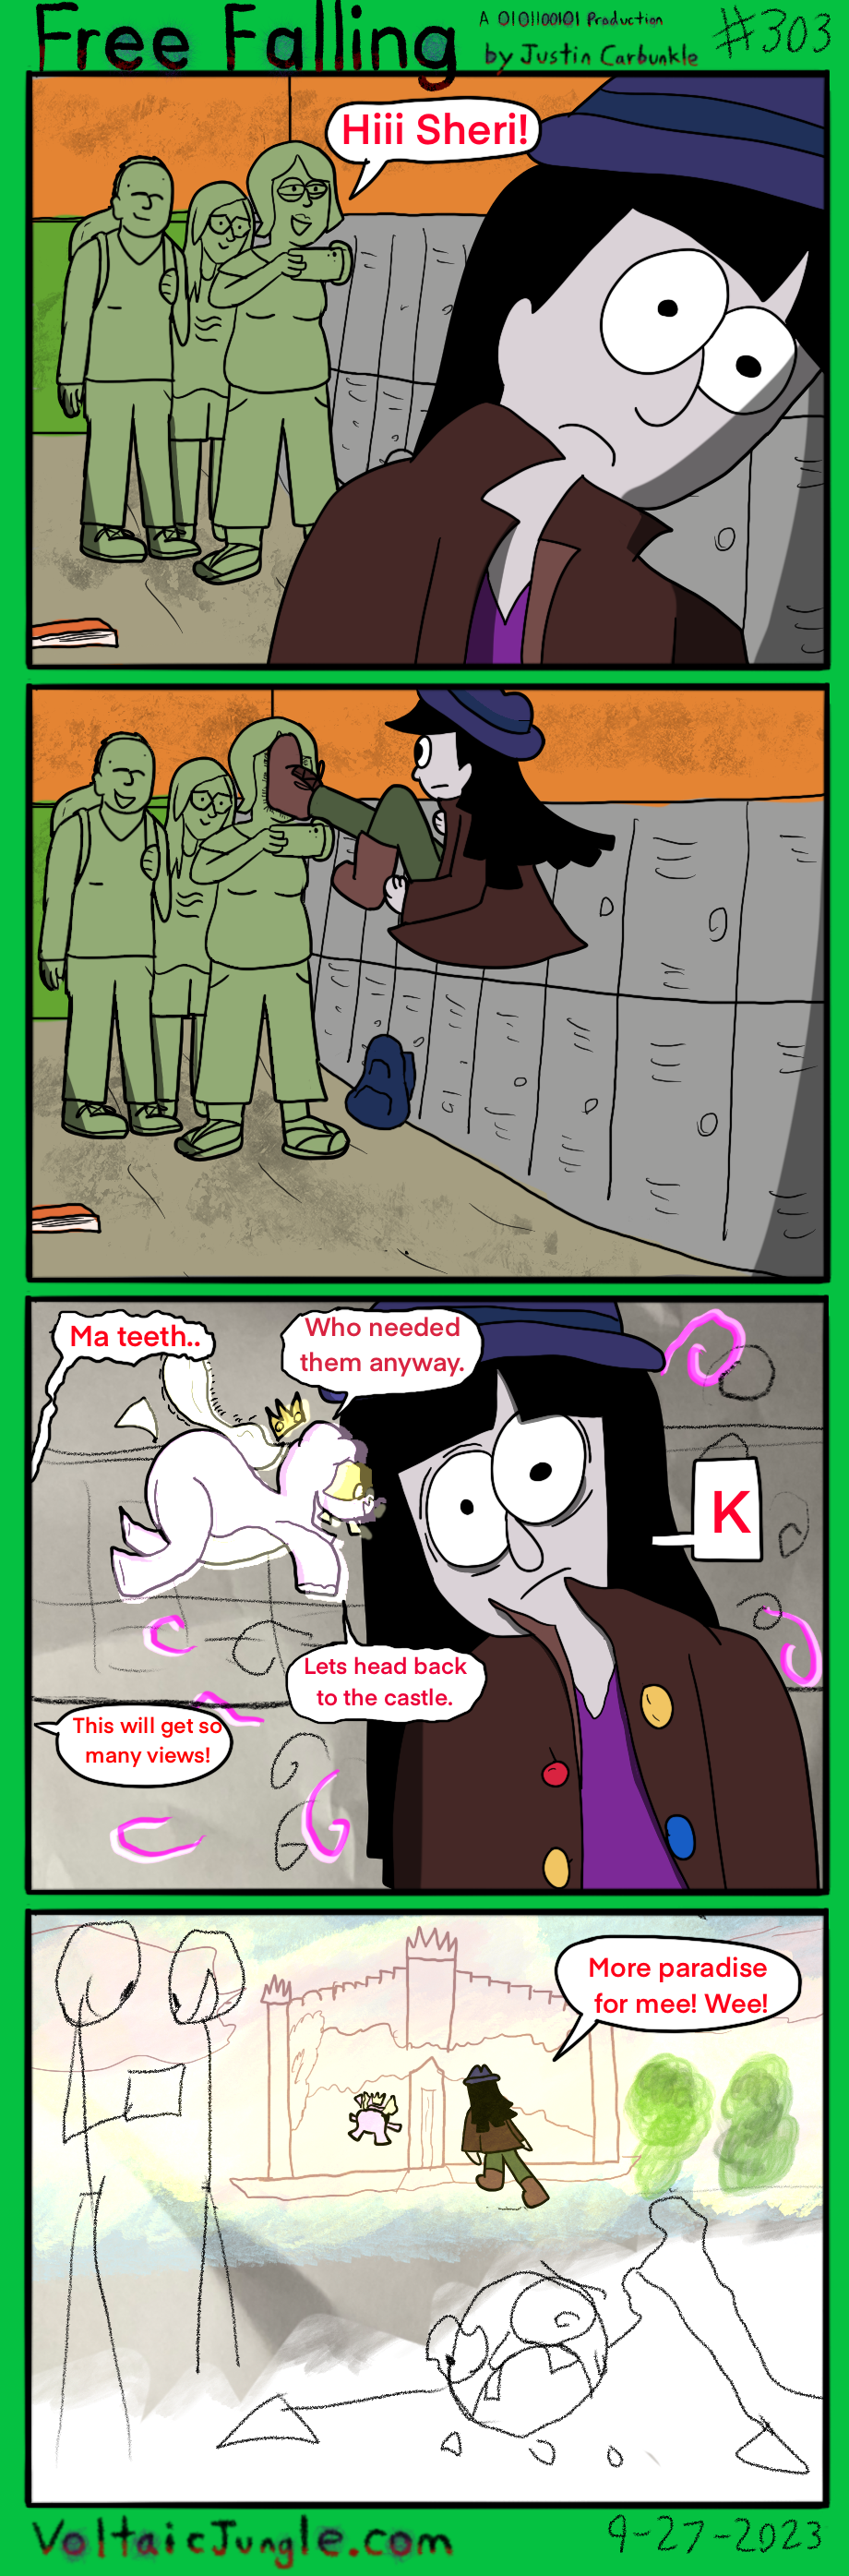 Free Falling
A 0101100101 Production
by Justin Carbunkle
#303
Hiii Sheri!
Ma teeth..
Who needed
them anyway.
K
Lets head back
to the castle.
This will get so
many views!
More paradise
for mee! Wee!
VoltaicJungle.com
9-27-2023